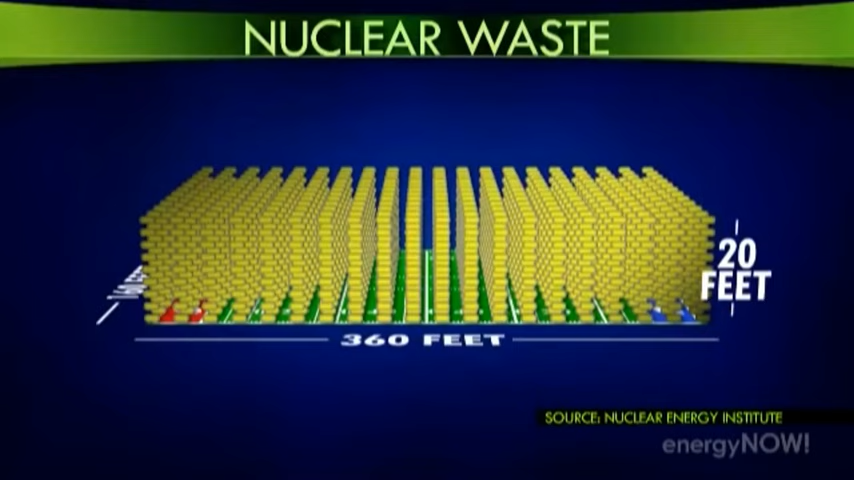 NUCLEAR WASTE
20
FEET
360 FEET
SOURCE: NUCLEAR ENERGY INSTITUTE
energyNOW!